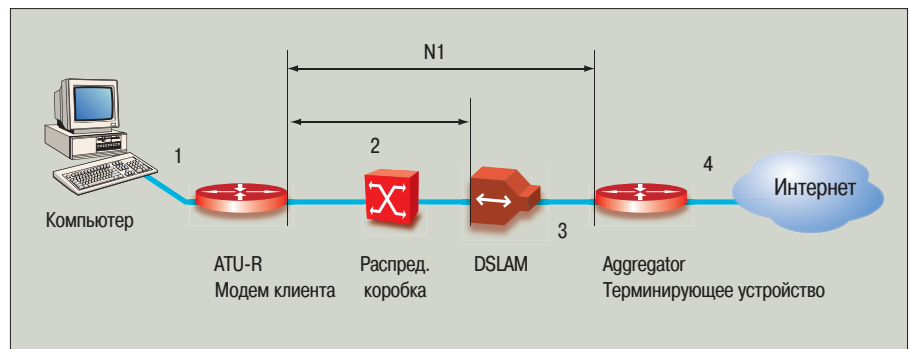 N1
1
2
3
4
Интернет
Компьютер
ATU-R
Модем клиента
Распред.
коробка
DSLAM
Aggregator
Терминирующее устройство